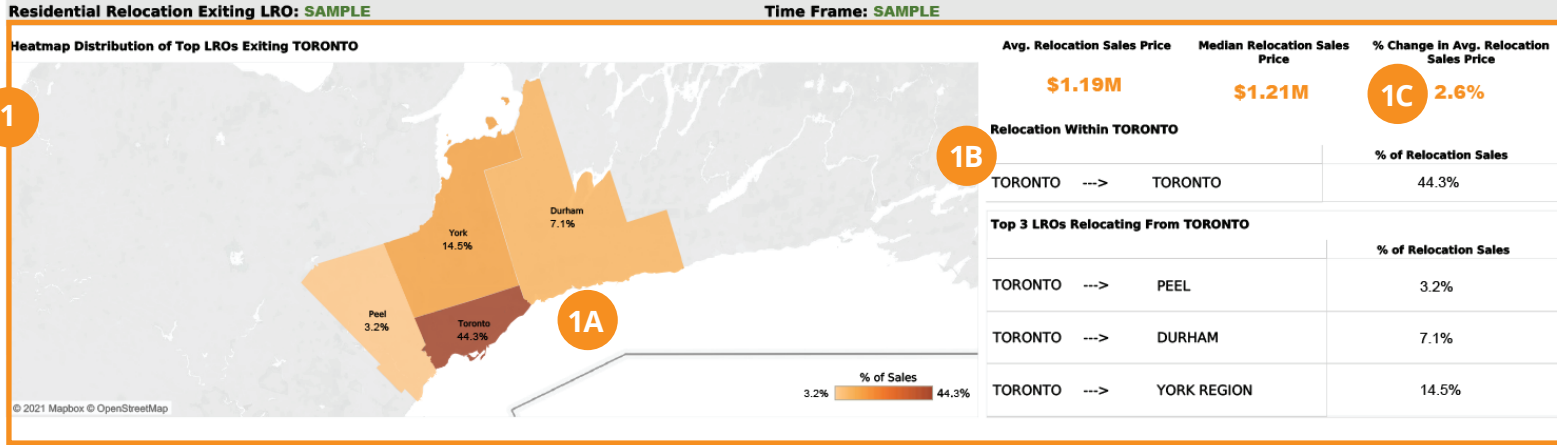 Residential Relocation Exiting LRO: SAMPLE
Time Frame: SAMPLE
Heatmap Distribution of Top LROs Exiting TORONTO
1
Durham
7.1%
York
14.5%
Peel
3.2%
Toronto
44.3%
1A
% of Sales
3.2% 44.3%
© 2021 Mapbox © OpenStreetMap
Avg. Relocation Sales Price
$1.19M
Median Relocation Sales
Price
$1.21M
% Change in Avg. Relocation
Sales Price
1C
2.6%
1B
Relocation Within TORONTO
% of Relocation Sales
TORONTO ---> TORONTO 44.3%
Top 3 LROs Relocating From TORONTO
% of Relocation Sales
TORONTO ---> PEEL 3.2%
TORONTO ---> DURHAM 7.1%
TORONTO ---> YORK REGION 14.5%